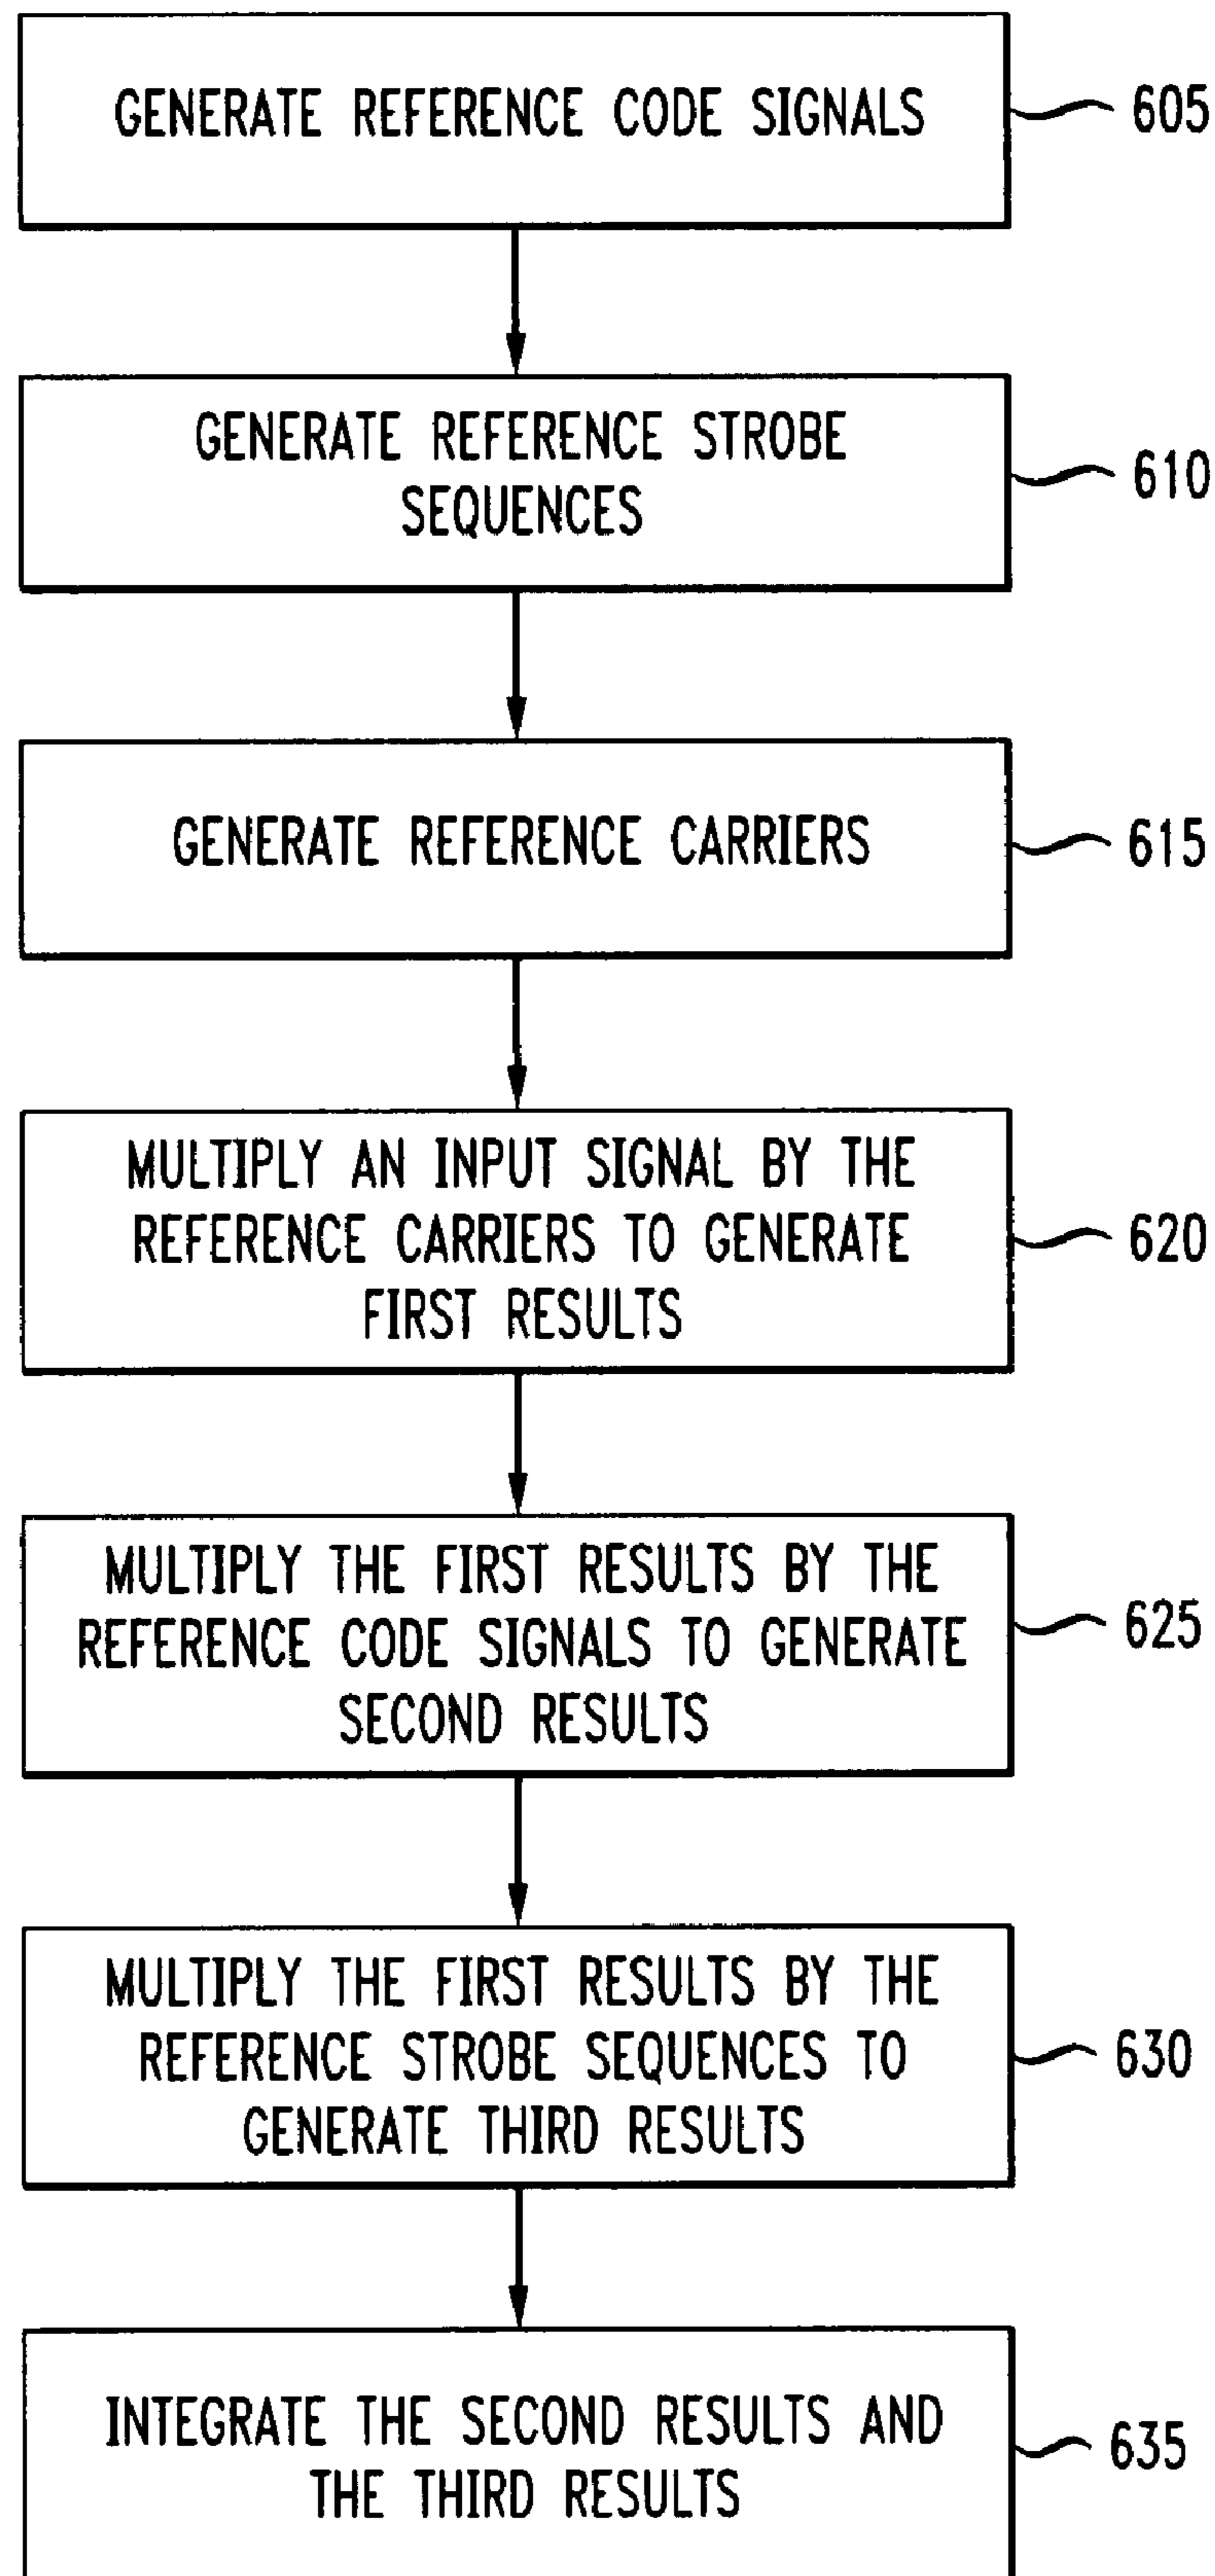 GENERATE REFERENCE CODE SIGNALS
605
GENERATE REFERENCE STROBE
SEQUENCES
610
GENERATE REFERENCE CARRIERS
615
MULTIPLY AN INPUT SIGNAL BY THE
REFERENCE CARRIERS TO GENERATE
FIRST RESULTS
620
MULTIPLY THE FIRST RESULTS BY THE
REFERENCE CODE SIGNALS TO GENERATE
SECOND RESULTS
625
MULTIPLY THE FIRST RESULTS BY THE
REFERENCE STROBE SEQUENCES TO
GENERATE THIRD RESULTS
630
INTEGRATE THE SECOND RESULTS AND
THE THIRD RESULTS
635